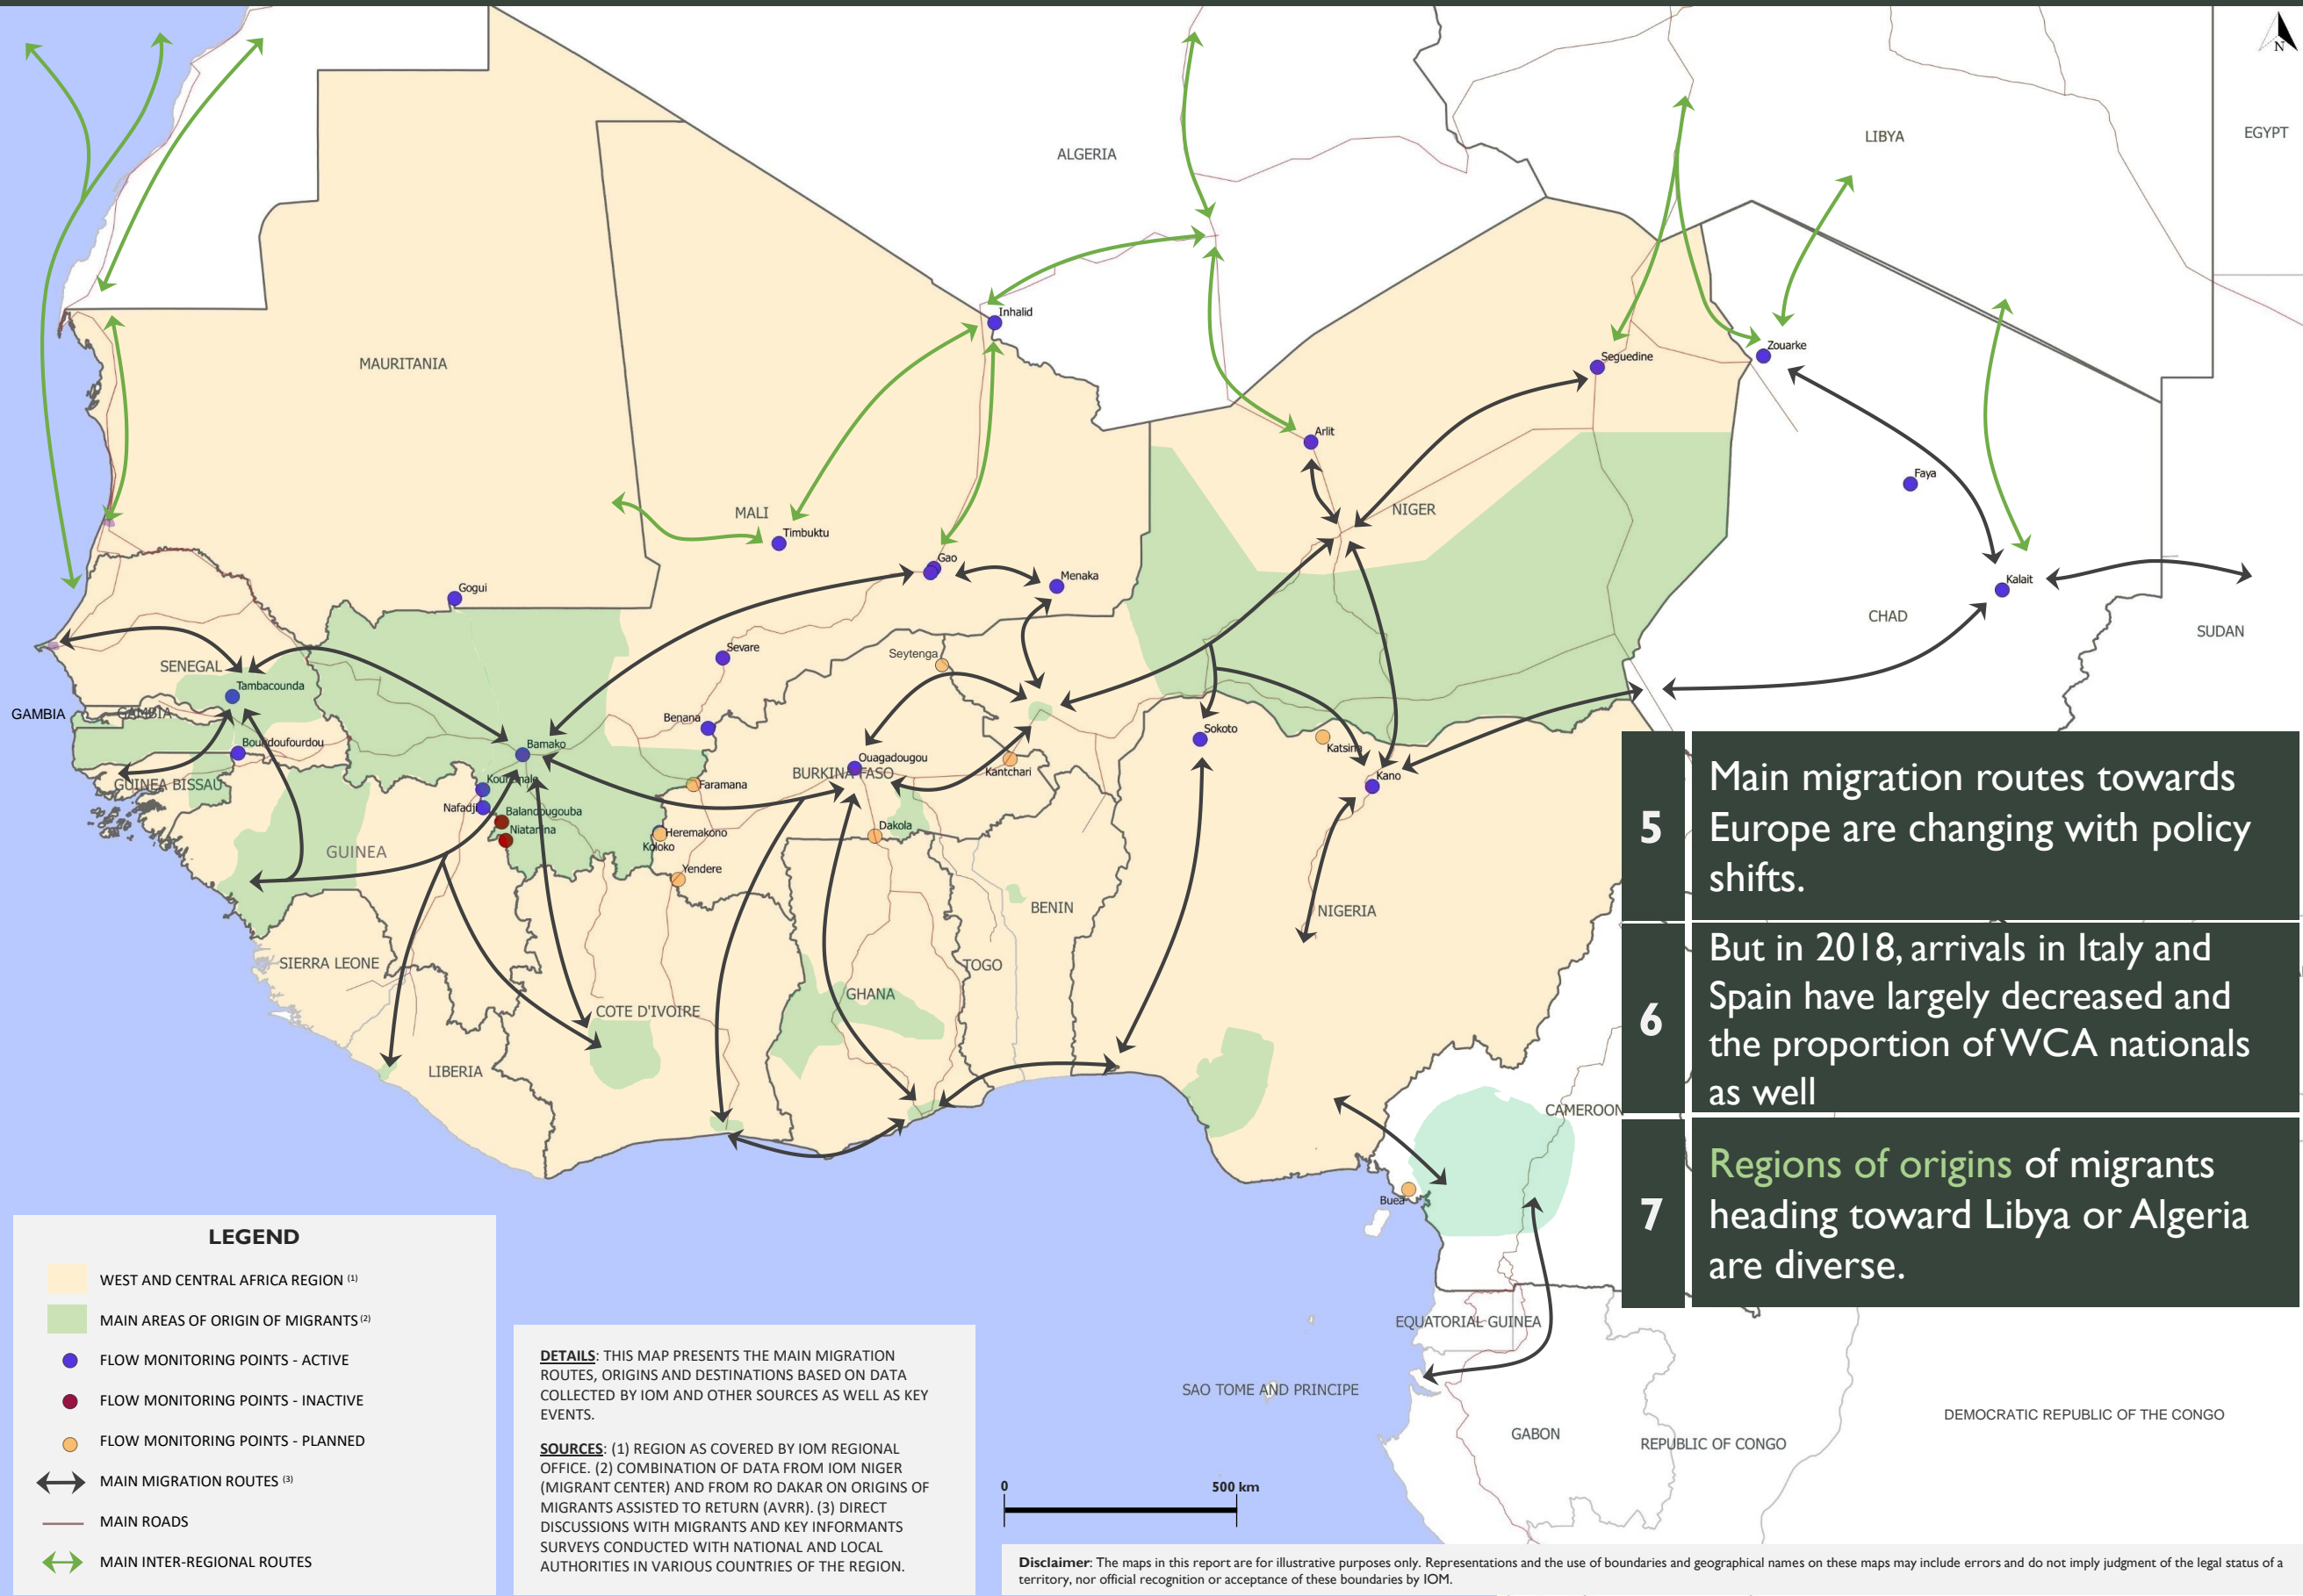 N
ALGERIA
LIBYA
EGYPT
MAURITANIA
Inhalid
Seguedine
Zouarke
Arlit
Faya
NIGER
MALI
Timbuktu
Gao
Menaka
Gogui
Kalait
CHAD
SUDAN
Sevare
Seytenga
SENEGAL
Tambacounda
GAMBIA
GAMBIA
Benana
Sokoto
Katsina
Boundoufourdou
Bamako
Ouagadougou
BURKINA FASO
Kantchari
Kano
GUINEA BISSAU
Kouremale
Faramana
Nafadji
Balandougouba
Niatanina
Heremakono
Koloko
Dakola
GUINEA
Yendere
BENIN
NIGERIA
SIERRA LEONE
TOGO
GHANA
COTE D'IVOIRE
LIBERIA
CAMEROON
Buea
EQUATORIAL GUINEA
SAO TOME AND PRINCIPE
GABON
REPUBLIC OF CONGO
DEMOCRATIC REPUBLIC OF THE CONGO
5
Main migration routes towards
Europe are changing with policy
shifts.
6
But in 2018, arrivals in Italy and
Spain have largely decreased and
the proportion of WCA nationals
as well
7
Regions of origins of migrants
heading toward Libya or Algeria
are diverse.
LEGEND
WEST AND CENTRAL AFRICA REGION (1)
MAIN AREAS OF ORIGIN OF MIGRANTS (2)
FLOW MONITORING POINTS - ACTIVE
FLOW MONITORING POINTS - INACTIVE
FLOW MONITORING POINTS - PLANNED
MAIN MIGRATION ROUTES (3)
MAIN ROADS
MAIN INTER-REGIONAL ROUTES
DETAILS: THIS MAP PRESENTS THE MAIN MIGRATION
ROUTES, ORIGINS AND DESTINATIONS BASED ON DATA
COLLECTED BY IOM AND OTHER SOURCES AS WELL AS KEY
EVENTS.
SOURCES: (1) REGION AS COVERED BY IOM REGIONAL
OFFICE. (2) COMBINATION OF DATA FROM IOM NIGER
(MIGRANT CENTER) AND FROM RO DAKAR ON ORIGINS OF
MIGRANTS ASSISTED TO RETURN (AVRR). (3) DIRECT
DISCUSSIONS WITH MIGRANTS AND KEY INFORMANTS
SURVEYS CONDUCTED WITH NATIONAL AND LOCAL
AUTHORITIES IN VARIOUS COUNTRIES OF THE REGION.
0 500 km
Disclaimer: The maps in this report are for illustrative purposes only. Representations and the use of boundaries and geographical names on these maps may include errors and do not imply judgment of the legal status of a
territory, nor official recognition or acceptance of these boundaries by IOM.